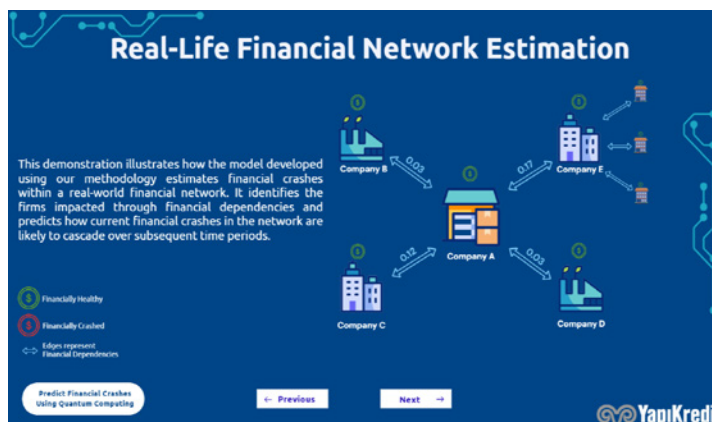 Real-Life Financial Network Estimation
This demonstration illustrates how the model developed
using our methodology estimates financial crashes
within a real-world financial network. It identifies the
firms impacted through financial dependencies and
predicts how current financial crashes in the network are
likely to cascade over subsequent time periods.
$ Financially Healthy
$ Financially Crashed
Edges represent
Financial Dependencies
Company B
0.03
Company E
0.17
Company A
0.12
Company C
0.03
Company D
Predict Financial Crashes
Using Quantum Computing
← Previous
Next →
YapıKredi